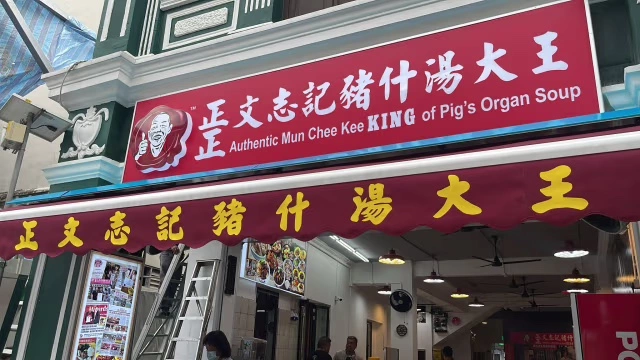 ™
正正文志記豬什湯大王
Authentic Mun Chee Kee KING of Pig's Organ Soup
正文志記豬什湯大王